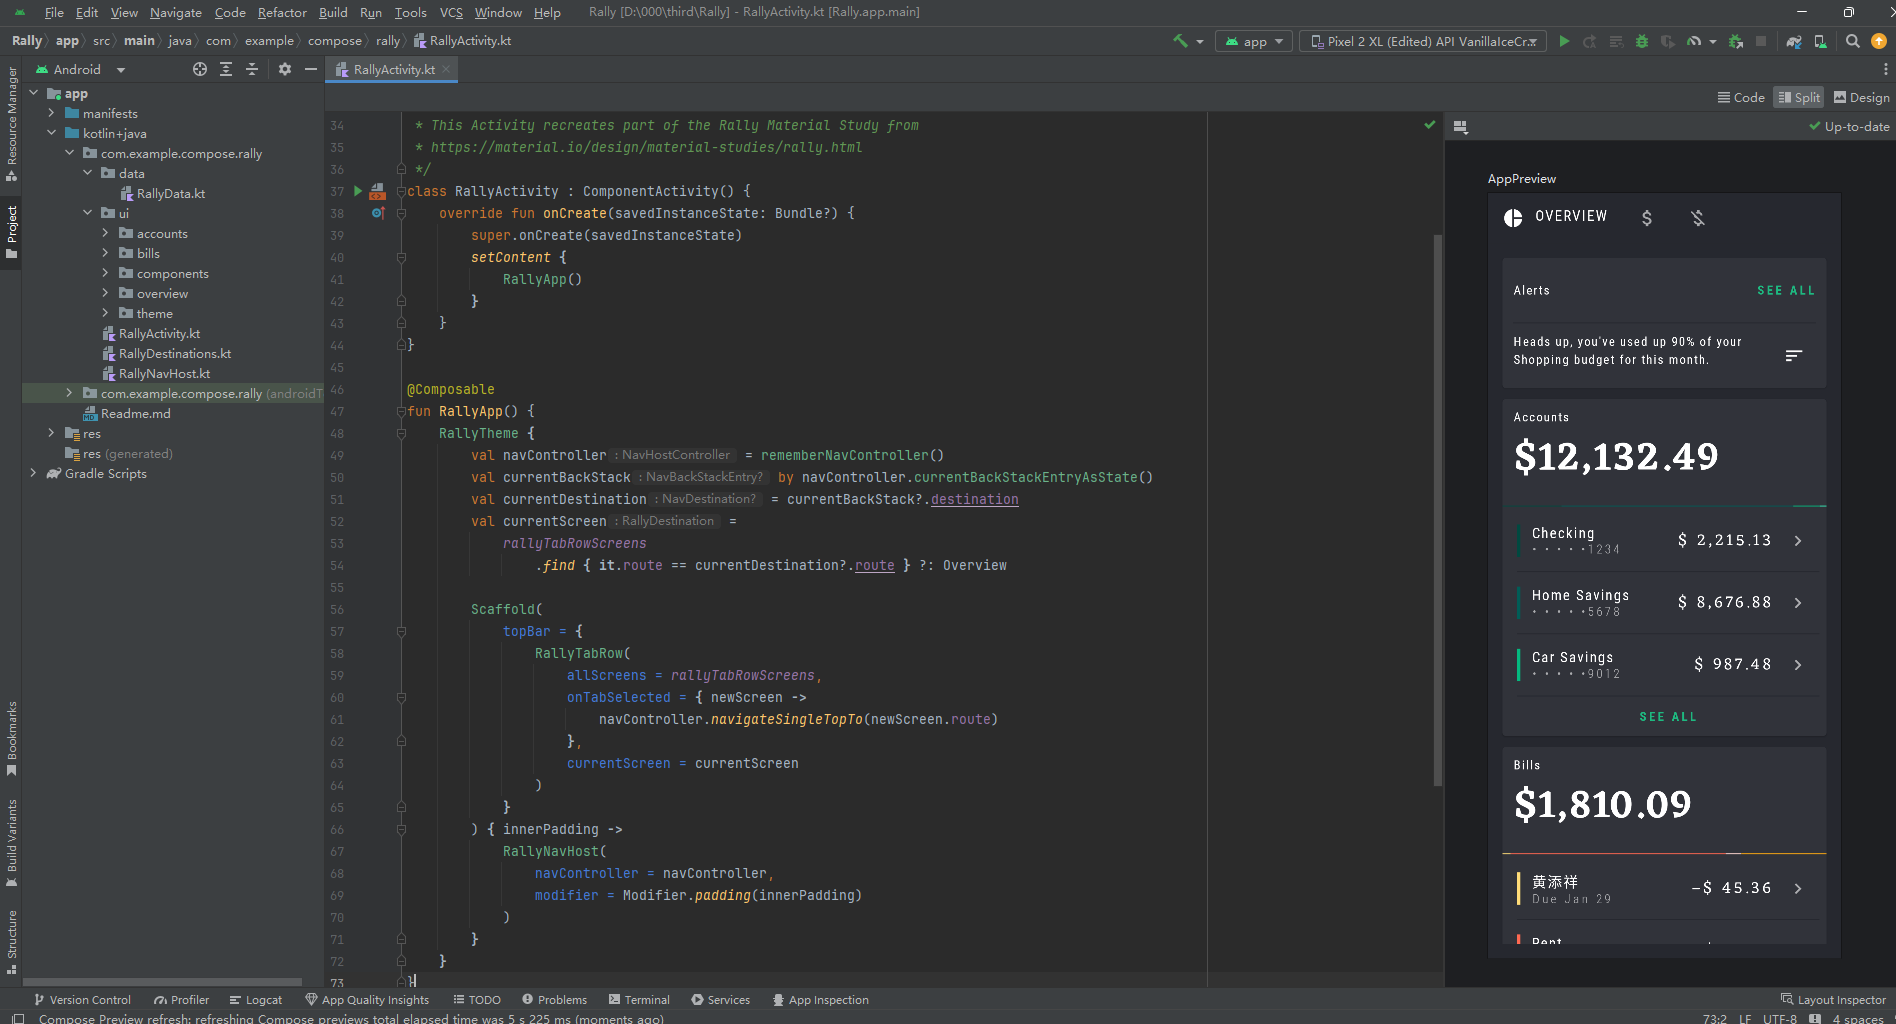 File Edit View Navigate Code Refactor Build Run Tools VCS Window Help Rally [D:\000\third\Rally] - RallyActivity.kt [Rally.app.main]
Rally app src main java com example compose rally RallyActivity.kt app Pixel 2 XL (Edited) API VanillaIceCr...
Android
RallyActivity.kt
Code Split Design
Resource Manager
Project
Bookmarks
Build Variants
Structure
app
manifests
kotlin+java
com.example.compose.rally
data
RallyData.kt
ui
accounts
bills
components
overview
theme
RallyActivity.kt
RallyDestinations.kt
RallyNavHost.kt
com.example.compose.rally (androidT
Readme.md
res
res (generated)
Gradle Scripts
34 * This Activity recreates part of the Rally Material Study from
35 * https://material.io/design/material-studies/rally.html
36 */
37 class RallyActivity : ComponentActivity() {
38 override fun onCreate(savedInstanceState: Bundle?) {
39 super.onCreate(savedInstanceState)
40 setContent {
41 RallyApp()
42 }
43 }
44 }
45
46 @Composable
47 fun RallyApp() {
48 RallyTheme {
49 val navController : NavHostController = rememberNavController()
50 val currentBackStack : NavBackStackEntry? by navController.currentBackStackEntryAsState()
51 val currentDestination : NavDestination? = currentBackStack?.destination
52 val currentScreen : RallyDestination =
53 rallyTabRowScreens
54 .find { it.route == currentDestination?.route } ?: Overview
55
56 Scaffold(
57 topBar = {
58 RallyTabRow(
59 allScreens = rallyTabRowScreens,
60 onTabSelected = { newScreen ->
61 navController.navigateSingleTopTo(newScreen.route)
62 },
63 currentScreen = currentScreen
64 )
65 }
66 ) { innerPadding ->
67 RallyNavHost(
68 navController = navController,
69 modifier = Modifier.padding(innerPadding)
70 )
71 }
72 }
73 }
Up-to-date
AppPreview
OVERVIEW
Alerts SEE ALL
Heads up, you've used up 90% of your
Shopping budget for this month.
Accounts
$12,132.49
Checking
•••••1234
$ 2,215.13
Home Savings
•••••5678
$ 8,676.88
Car Savings
•••••9012
$ 987.48
SEE ALL
Bills
$1,810.09
黄添祥
Due Jan 29
-$ 45.36
Rent
Version Control Profiler Logcat App Quality Insights TODO Problems Terminal Services App Inspection Layout Inspector
Compose Preview refresh: refreshing Compose previews total elapsed time was 5 s 225 ms (moments ago) 73:2 LF UTF-8 4 spaces